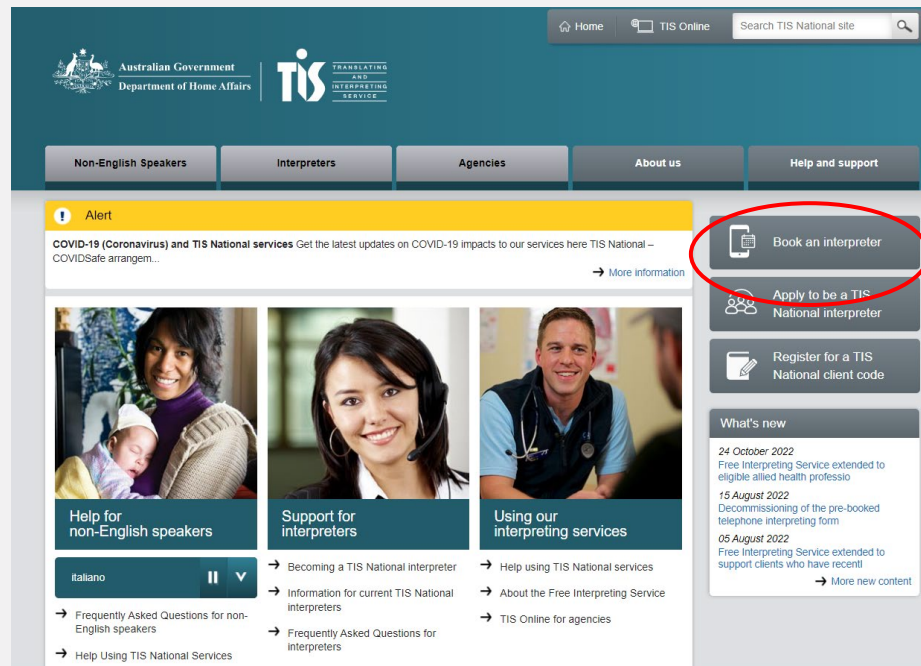 Home
TIS Online
Search TIS National site
Australian Government
Department of Home Affairs
TIS
TRANSLATING
AND
INTERPRETING
SERVICE
Non-English Speakers
Interpreters
Agencies
About us
Help and support
Alert
COVID-19 (Coronavirus) and TIS National services Get the latest updates on COVID-19 impacts to our services here TIS National –
COVIDSafe arrangem...
More information
Book an interpreter
Apply to be a TIS
National interpreter
Register for a TIS
National client code
Help for
non-English speakers
italiano
Frequently Asked Questions for non-
English speakers
Help Using TIS National Services
Support for
interpreters
Becoming a TIS National interpreter
Information for current TIS National
interpreters
Frequently Asked Questions for
interpreters
Using our
interpreting services
Help using TIS National services
About the Free Interpreting Service
TIS Online for agencies
What's new
24 October 2022
Free Interpreting Service extended to
eligible allied health professio
15 August 2022
Decommissioning of the pre-booked
telephone interpreting form
05 August 2022
Free Interpreting Service extended to
support clients who have recentl
More new content